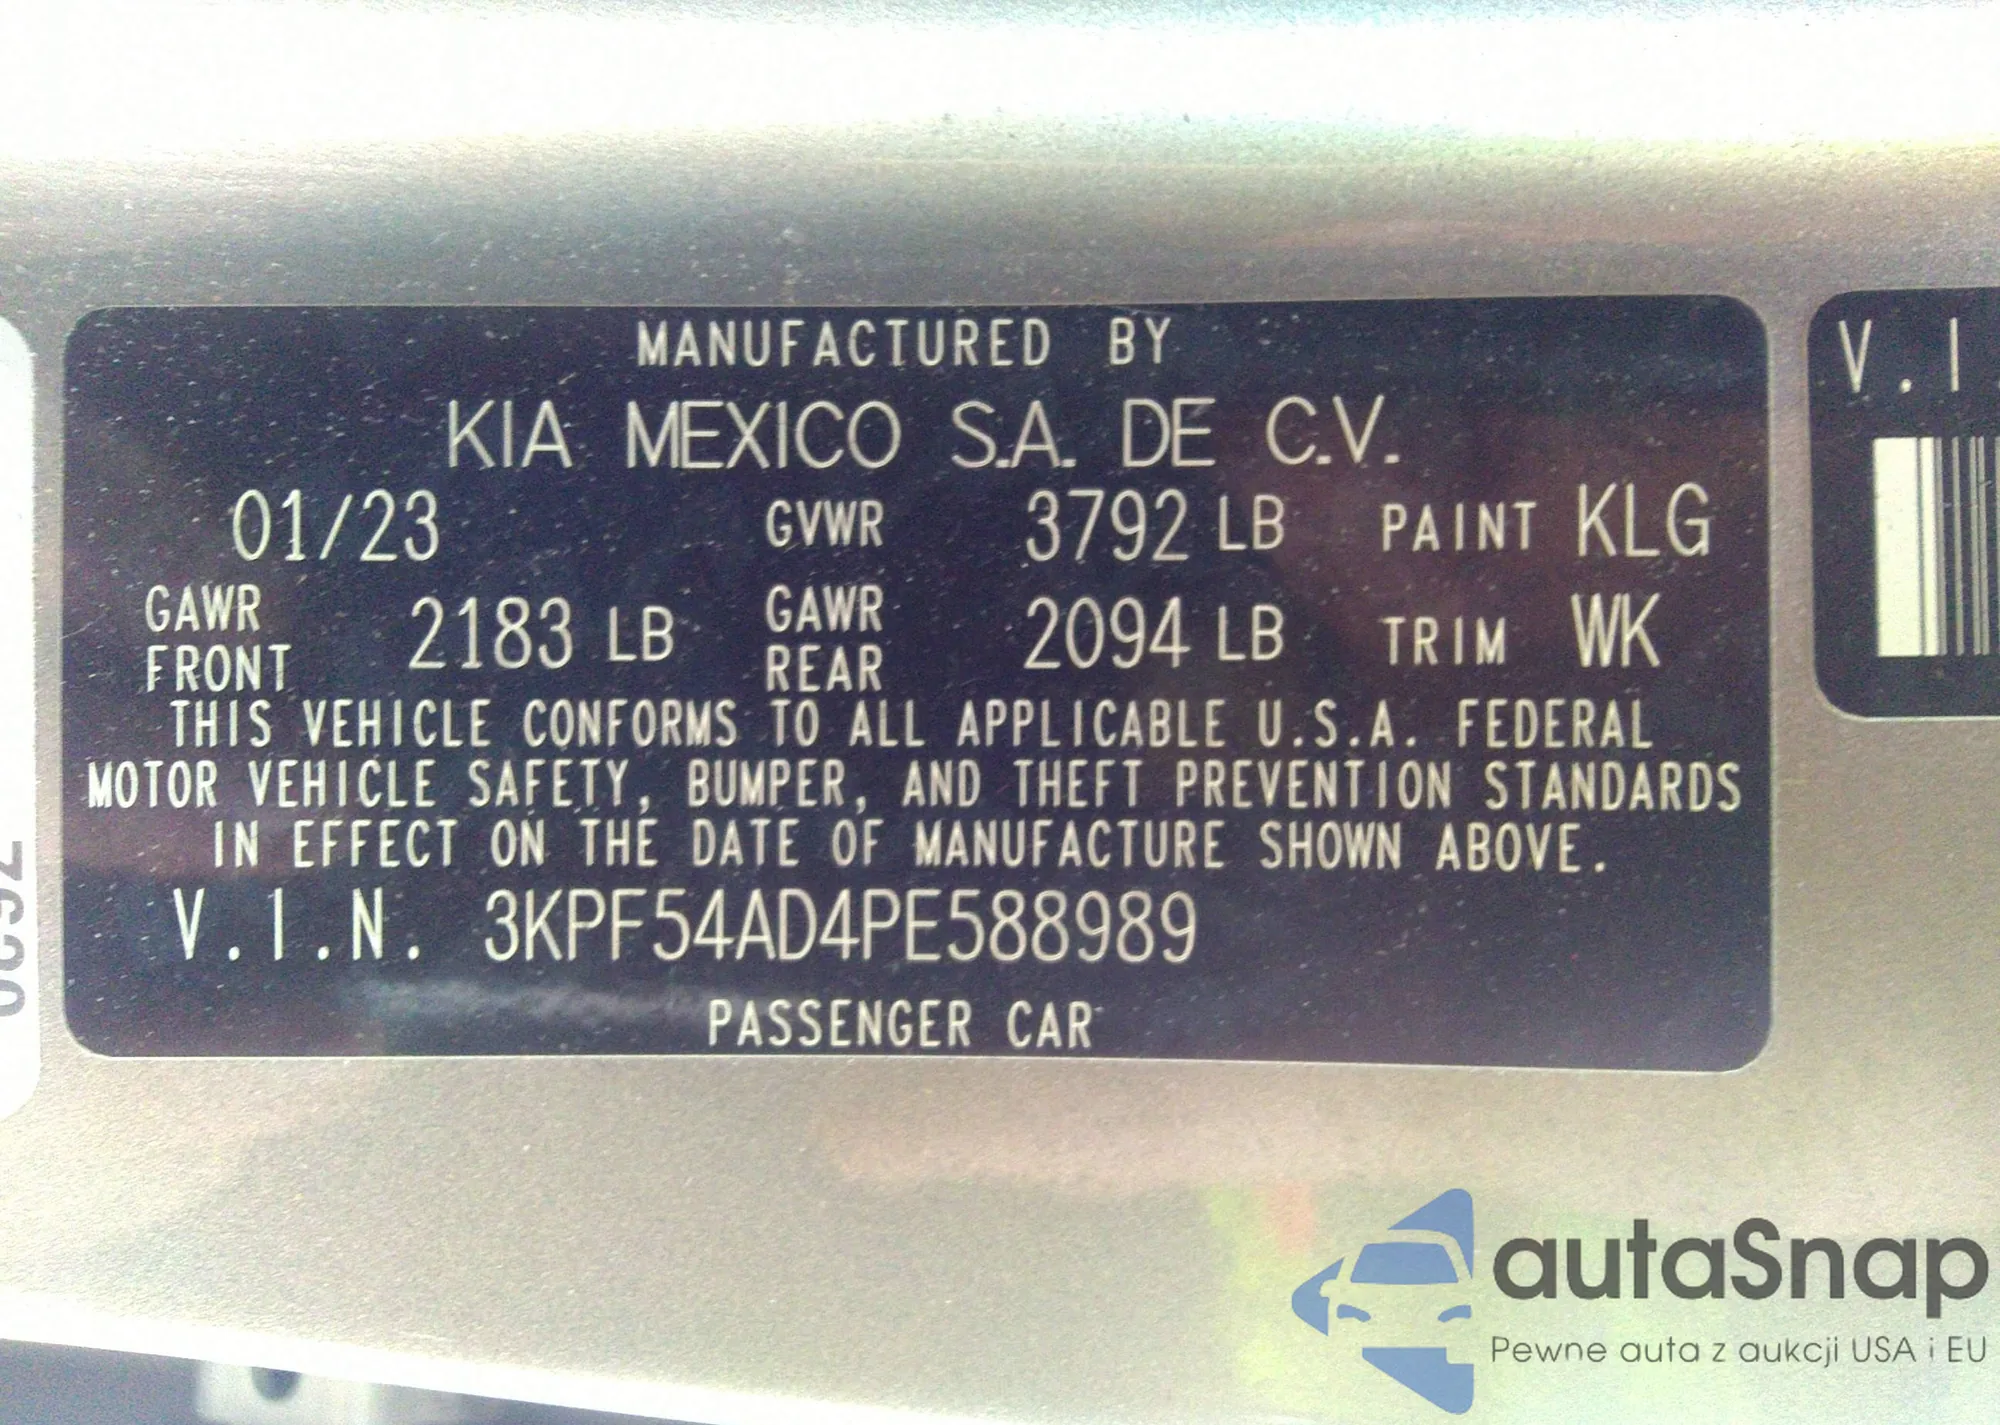 MANUFACTURED BY
KIA MEXICO S.A. DE C.V.
01/23 GVWR 3792 LB PAINT KLG
GAWR FRONT 2183 LB GAWR REAR 2094 LB TRIM WK
THIS VEHICLE CONFORMS TO ALL APPLICABLE U.S.A. FEDERAL
MOTOR VEHICLE SAFETY, BUMPER, AND THEFT PREVENTION STANDARDS
IN EFFECT ON THE DATE OF MANUFACTURE SHOWN ABOVE.
V.I.N. 3KPF54AD4PE588989
PASSENGER CAR
V.I.
autaSnap
Pewne auta z aukcji USA i EU